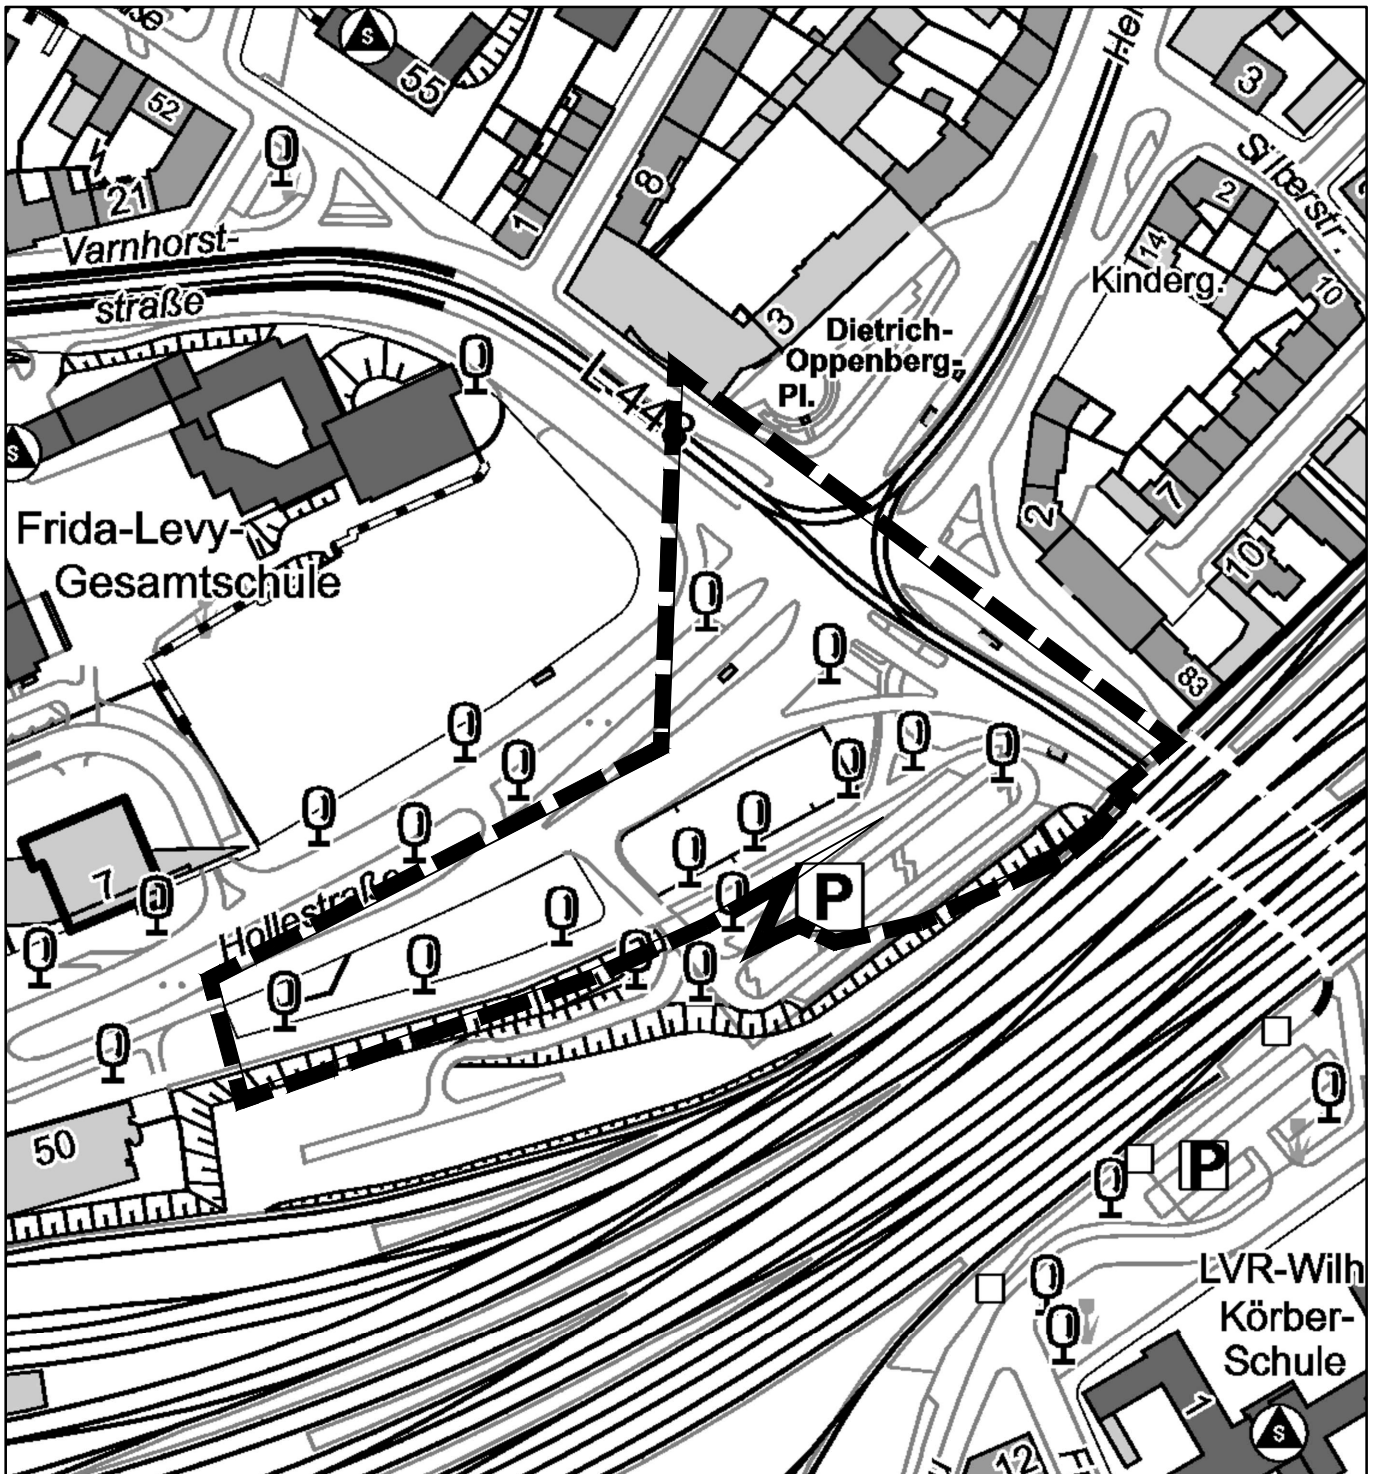 S
55
52
21
Varnhorst-
straße
1
8
3
L 448
Dietrich-
Oppenberg-
Pl.
3
Silberstr.
2
14
Kinderg.
10
7
2
10
83
S
Frida-Levy-
Gesamtschule
7
Hollestraße
P
50
P
LVR-Wilh
Körber-
Schule
1
S
12